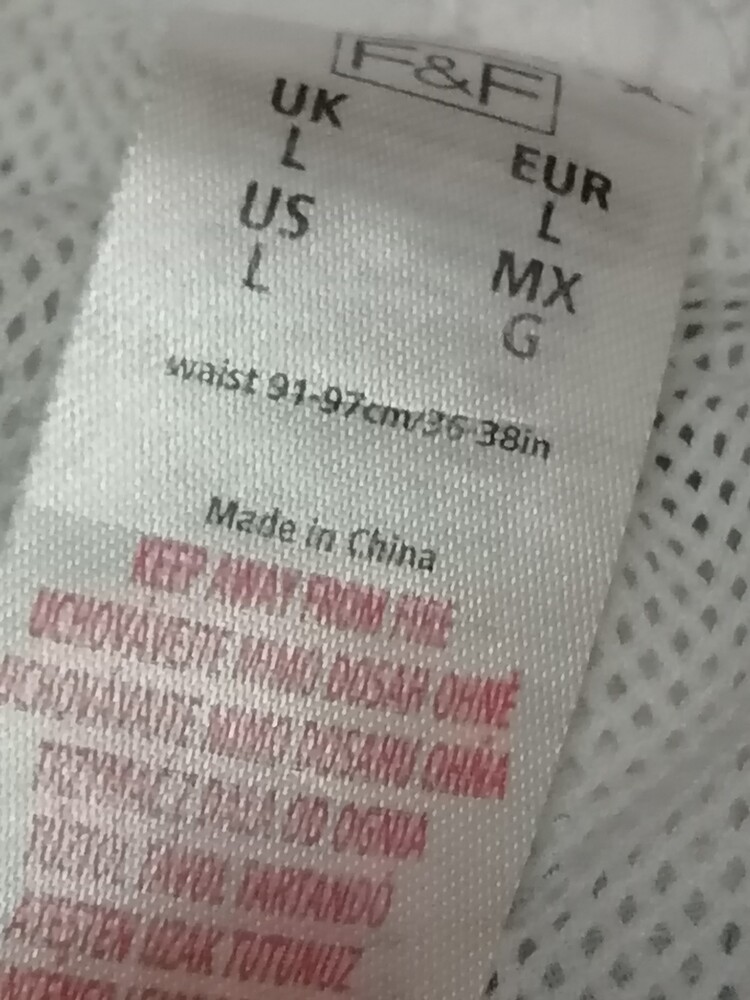 F&F
UK
L
EUR
L
US
L
MX
G
waist 91-97cm/36-38in
Made in China
KEEP AWAY FROM FIRE
UCHOVÁVEJTE MIMO DOSAH OHNĚ
UCHOVÁVAJTE MIMO DOSAHU OHŇA
TRZYMAĆ Z DALA OD OGNIA
TŰZTŐL TÁVOL TARTANDÓ
ATEŞTEN UZAK TUTUNUZ